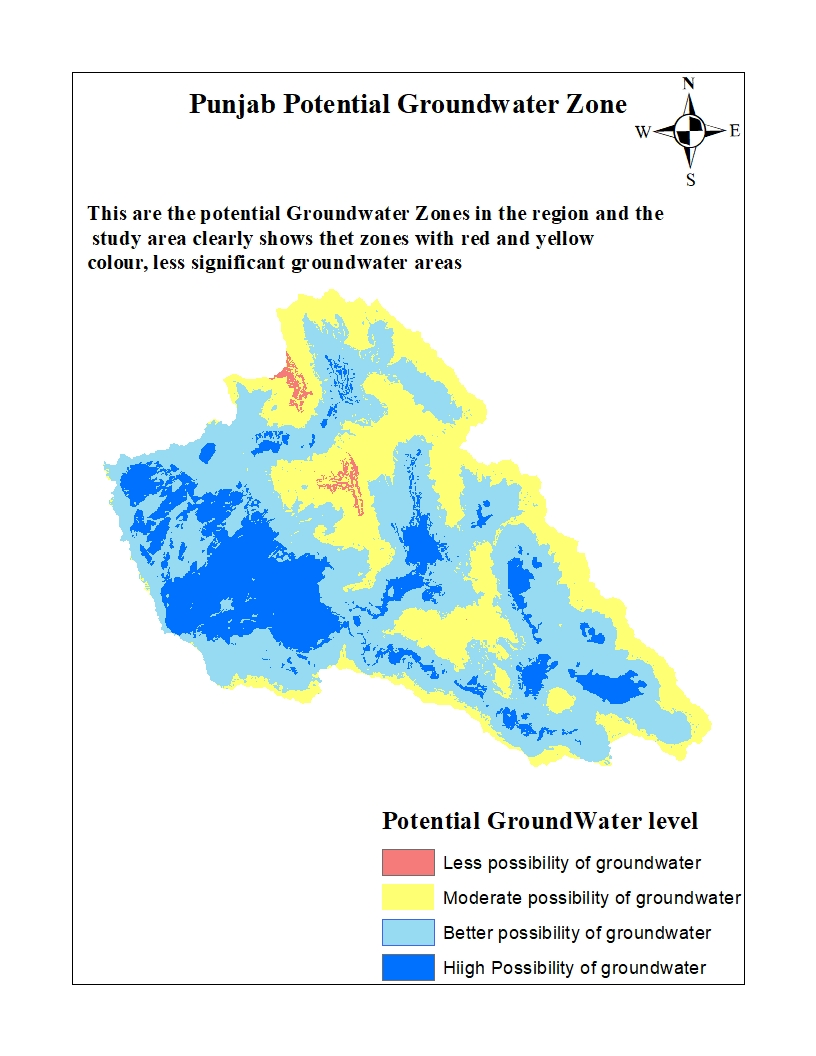 Punjab Potential Groundwater Zone
N
W
E
S
This are the potential Groundwater Zones in the region and the
study area clearly shows thet zones with red and yellow
colour, less significant groundwater areas
Potential GroundWater level
Less possibility of groundwater
Moderate possibility of groundwater
Better possibility of groundwater
Hiigh Possibility of groundwater